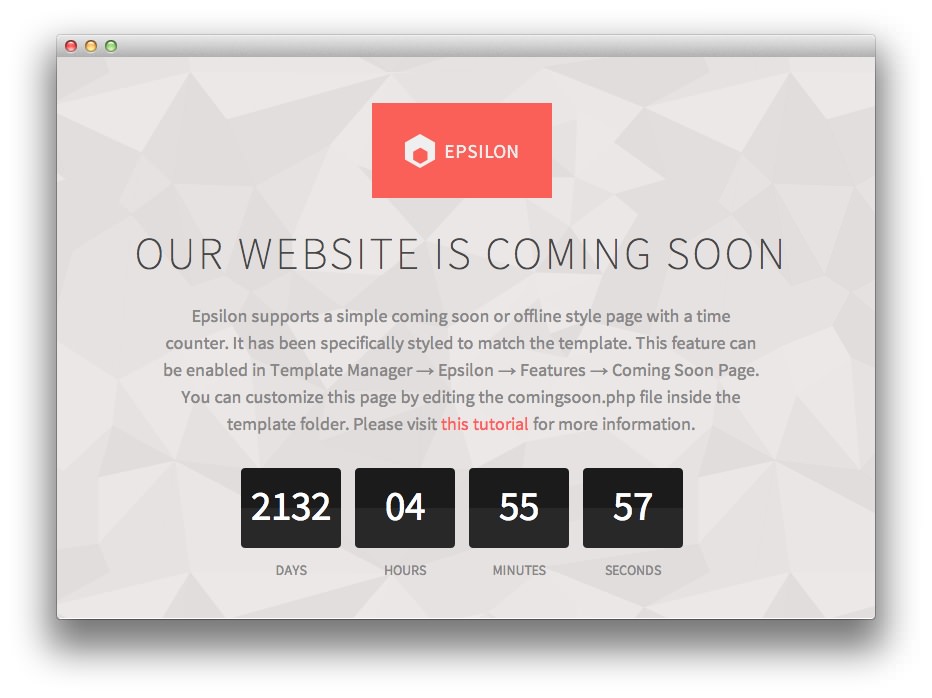 EPSILON
OUR WEBSITE IS COMING SOON
Epsilon supports a simple coming soon or offline style page with a time
counter. It has been specifically styled to match the template. This feature can
be enabled in Template Manager → Epsilon → Features → Coming Soon Page.
You can customize this page by editing the comingsoon.php file inside the
template folder. Please visit this tutorial for more information.
2132 04 55 57
DAYS HOURS MINUTES SECONDS